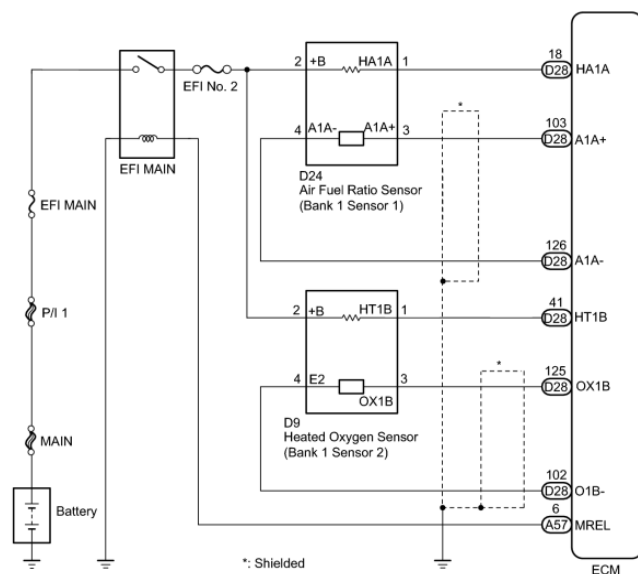 18
2 +B HA1A 1 D28 HA1A
EFI No. 2
*
103
4 A1A- A1A+ 3 D28 A1A+
EFI MAIN
D24
Air Fuel Ratio Sensor
(Bank 1 Sensor 1)
EFI MAIN
126
D28 A1A-
P/I 1
41
2 +B HT1B 1 D28 HT1B
*
125
4 E2 3 D28 OX1B
OX1B
D9
Heated Oxygen Sensor
(Bank 1 Sensor 2)
MAIN
102
D28 O1B-
Battery
6
A57 MREL
*: Shielded
ECM